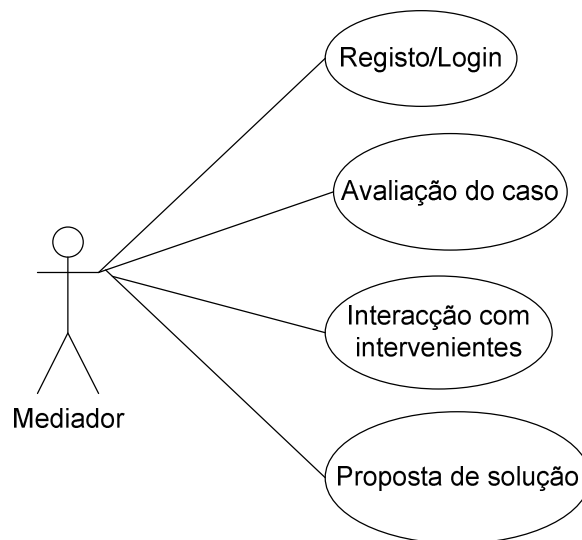 Registo/Login
Avaliação do caso
Interacção com
intervenientes
Mediador
Proposta de solução